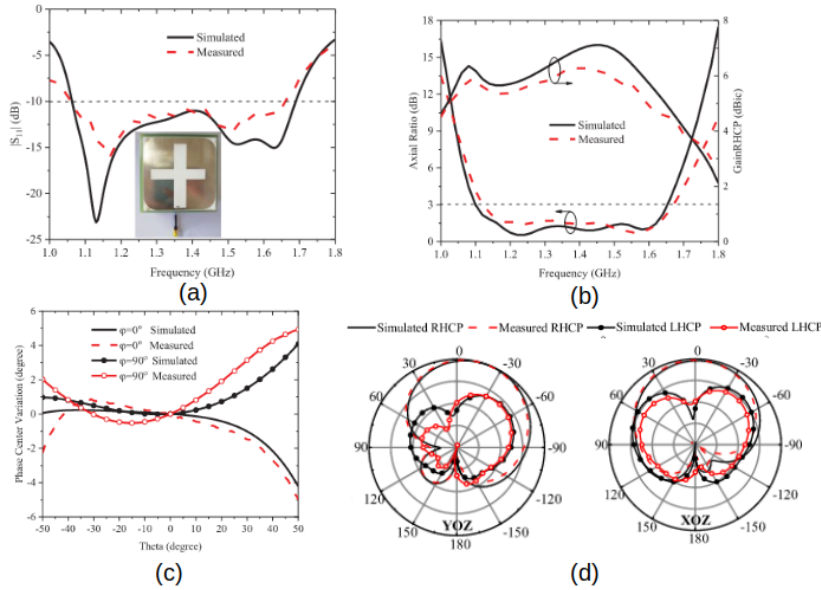 0
-5
-10
-15
-20
-25
|S₁₁| (dB)
Simulated
Measured
1.0 1.1 1.2 1.3 1.4 1.5 1.6 1.7 1.8
Frequency (GHz)
(a)
18
15
12
9
6
3
0
Axial Ratio (dB)
Simulated
Measured
8
7
6
5
4
3
2
1
0
GainRHCP (dBic)
1.0 1.1 1.2 1.3 1.4 1.5 1.6 1.7 1.8
Frequency (GHz)
(b)
6
4
2
0
-2
-4
-6
Phase Center Variation (degree)
φ=0° Simulated
φ=0° Measured
φ=90° Simulated
φ=90° Measured
-50 -40 -30 -20 -10 0 10 20 30 40 50
Theta (degree)
(c)
Simulated RHCP Measured RHCP Simulated LHCP Measured LHCP
0
30 -30
60 -60
90 -90
120 -120
150 -150
180
YOZ
0
30 -30
60 -60
90 -90
120 -120
150 -150
180
XOZ
(d)